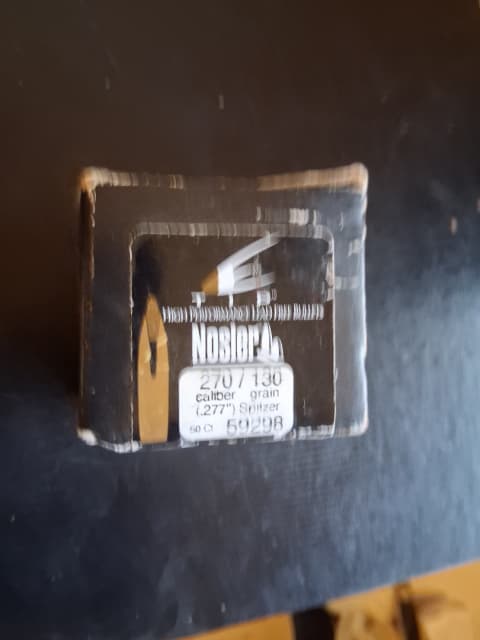 Nosler
270 / 130
caliber grain
(.277") Spitzer
50 Ct 59298